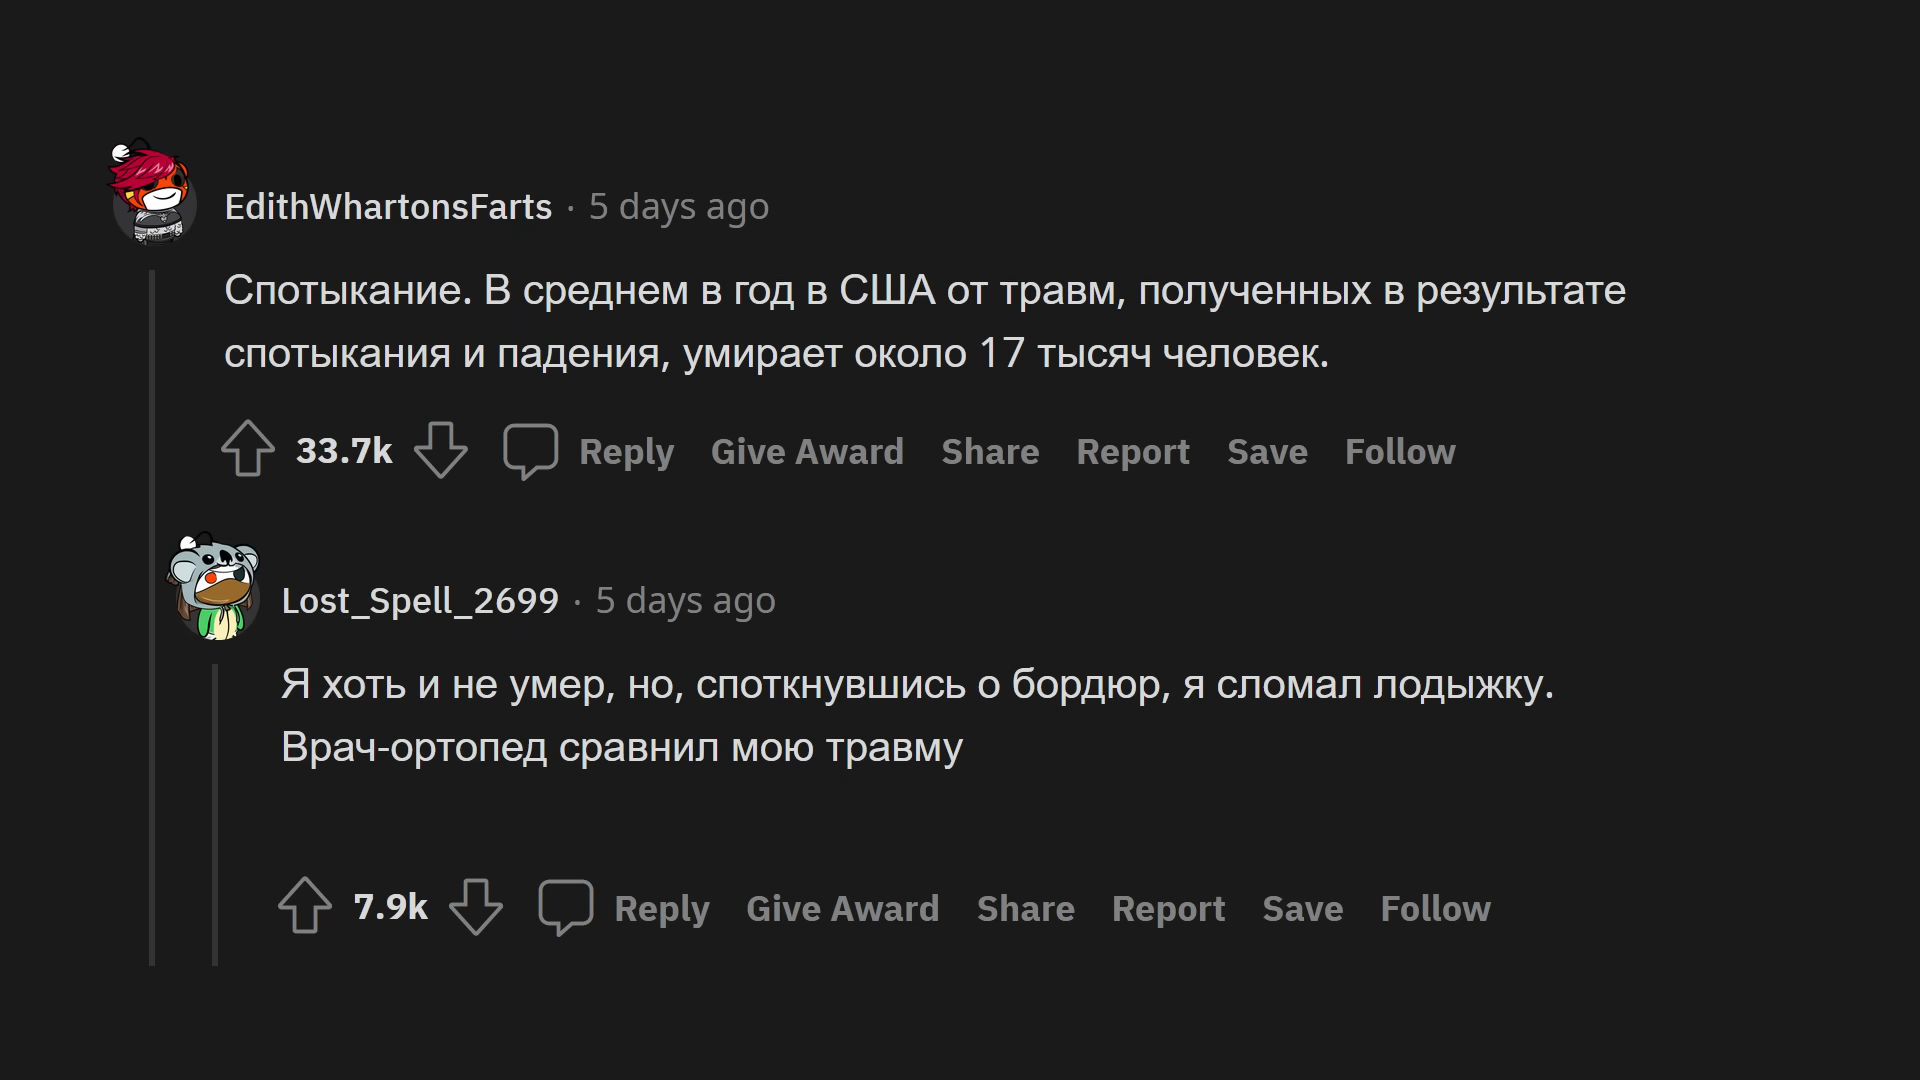 EdithWhartonsFarts · 5 days ago
Спотыкание. В среднем в год в США от травм, полученных в результате
спотыкания и падения, умирает около 17 тысяч человек.
33.7k Reply Give Award Share Report Save Follow
Lost_Spell_2699 · 5 days ago
Я хоть и не умер, но, споткнувшись о бордюр, я сломал лодыжку.
Врач-ортопед сравнил мою травму
7.9k Reply Give Award Share Report Save Follow